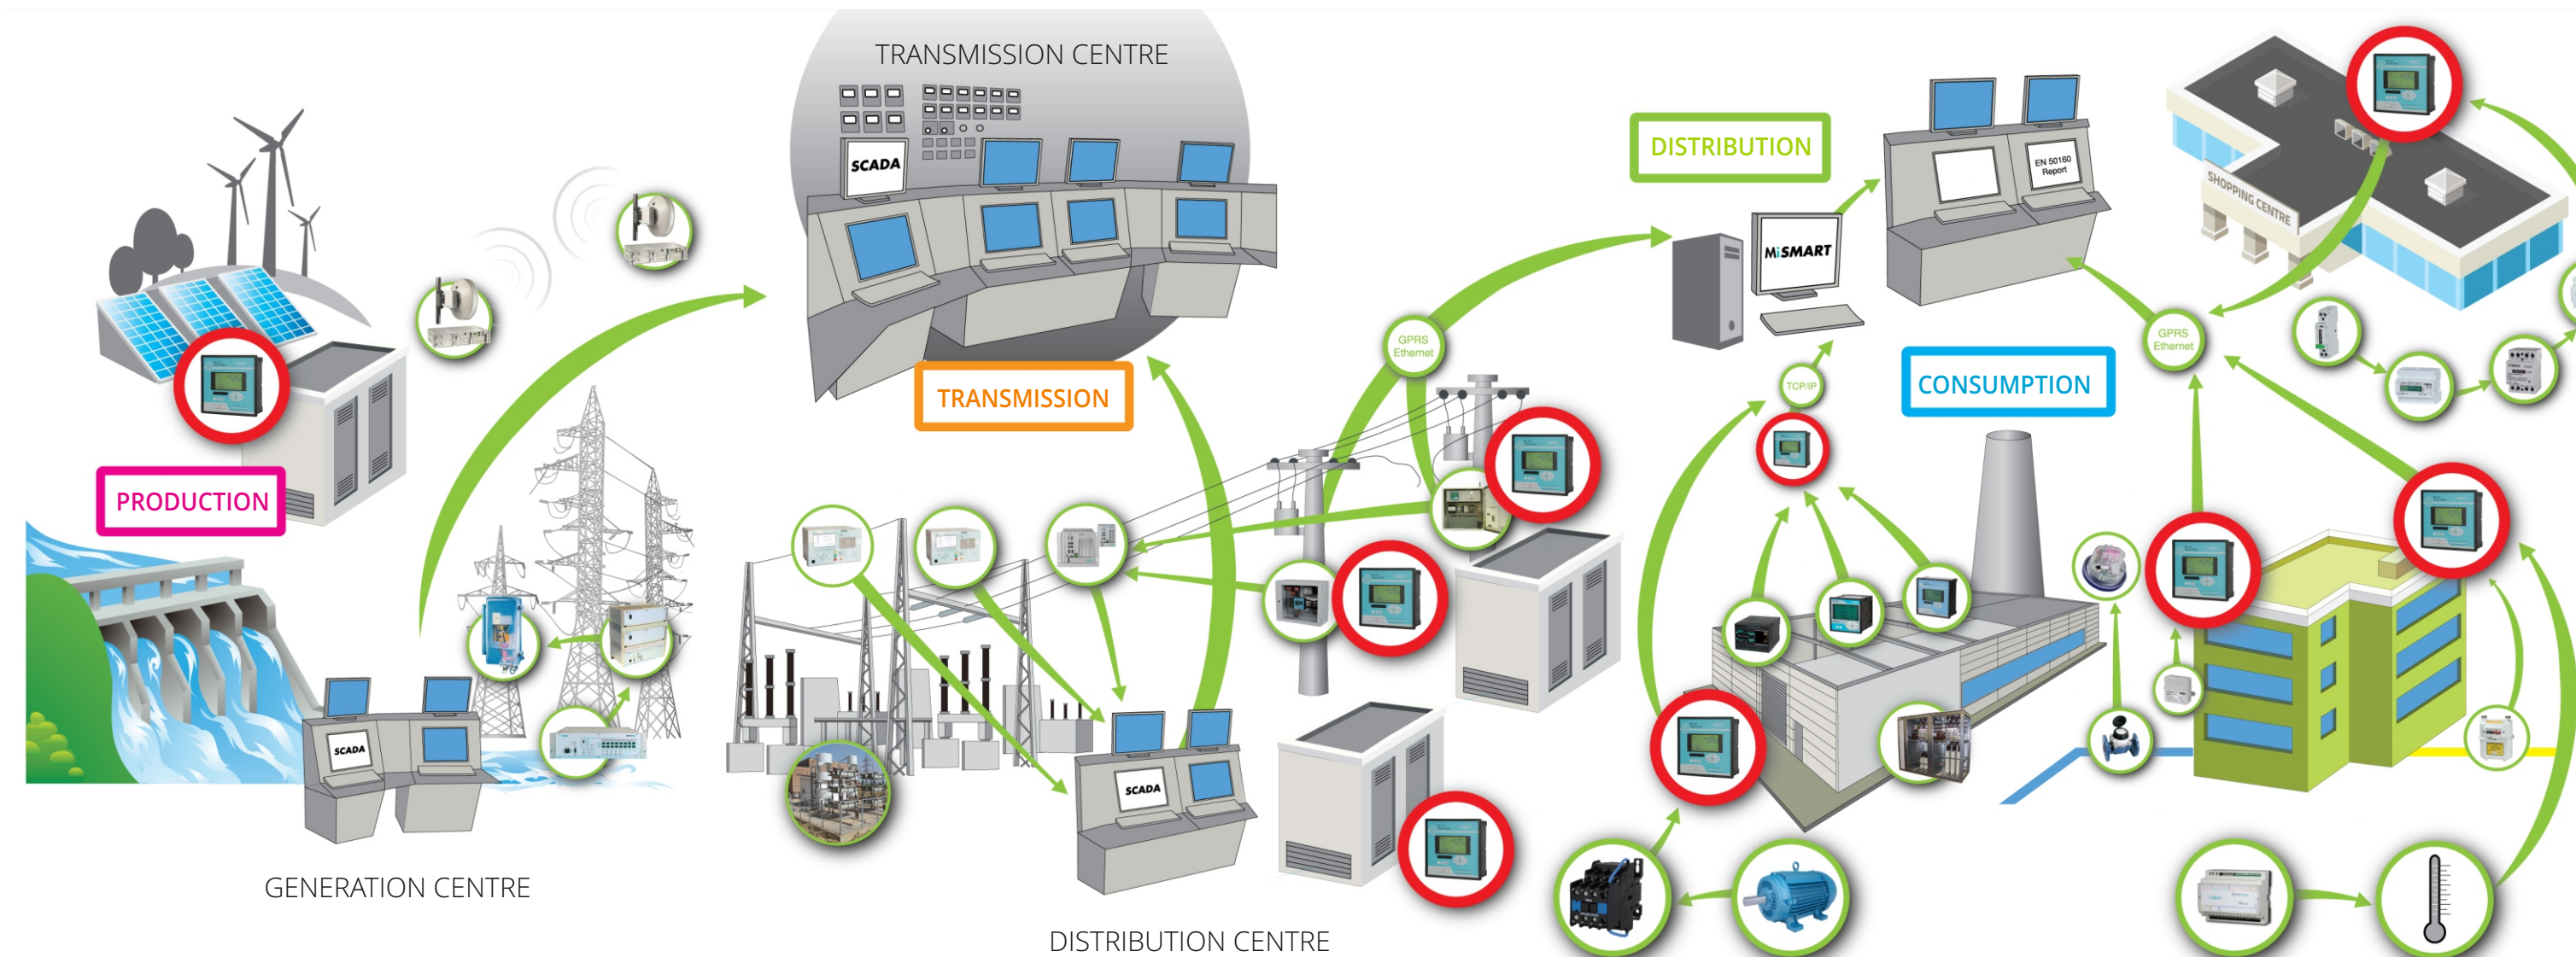 TRANSMISSION CENTRE
SCADA
DISTRIBUTION
EN 50160
Report
MiSMART
SHOPPING CENTRE
GPRS
Ethernet
GPRS
Ethernet
TCP/IP
TRANSMISSION
CONSUMPTION
PRODUCTION
SCADA
SCADA
GENERATION CENTRE
DISTRIBUTION CENTRE